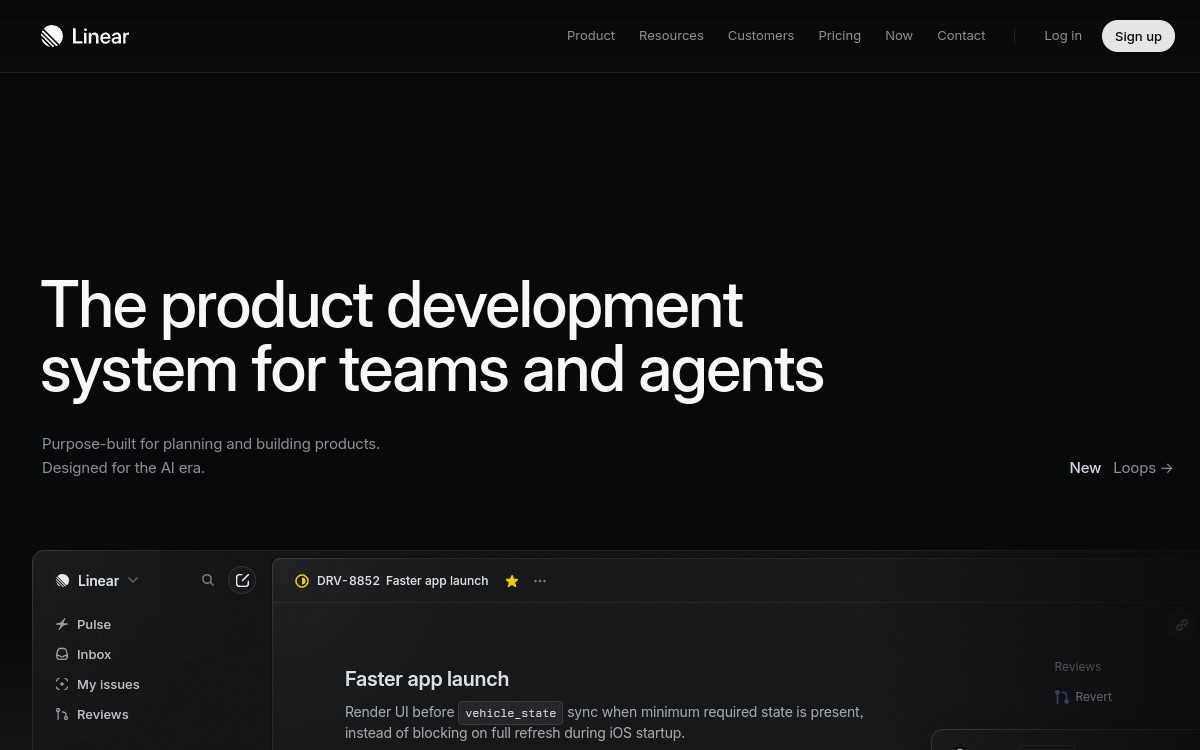 Linear
Product Resources Customers Pricing Now Contact Log in Sign up
The product development
system for teams and agents
Purpose-built for planning and building products.
Designed for the AI era.
New Loops →
Linear
Pulse
Inbox
My issues
Reviews
DRV-8852 Faster app launch
Faster app launch
Render UI before vehicle_state sync when minimum required state is present,
instead of blocking on full refresh during iOS startup.
Reviews
Revert